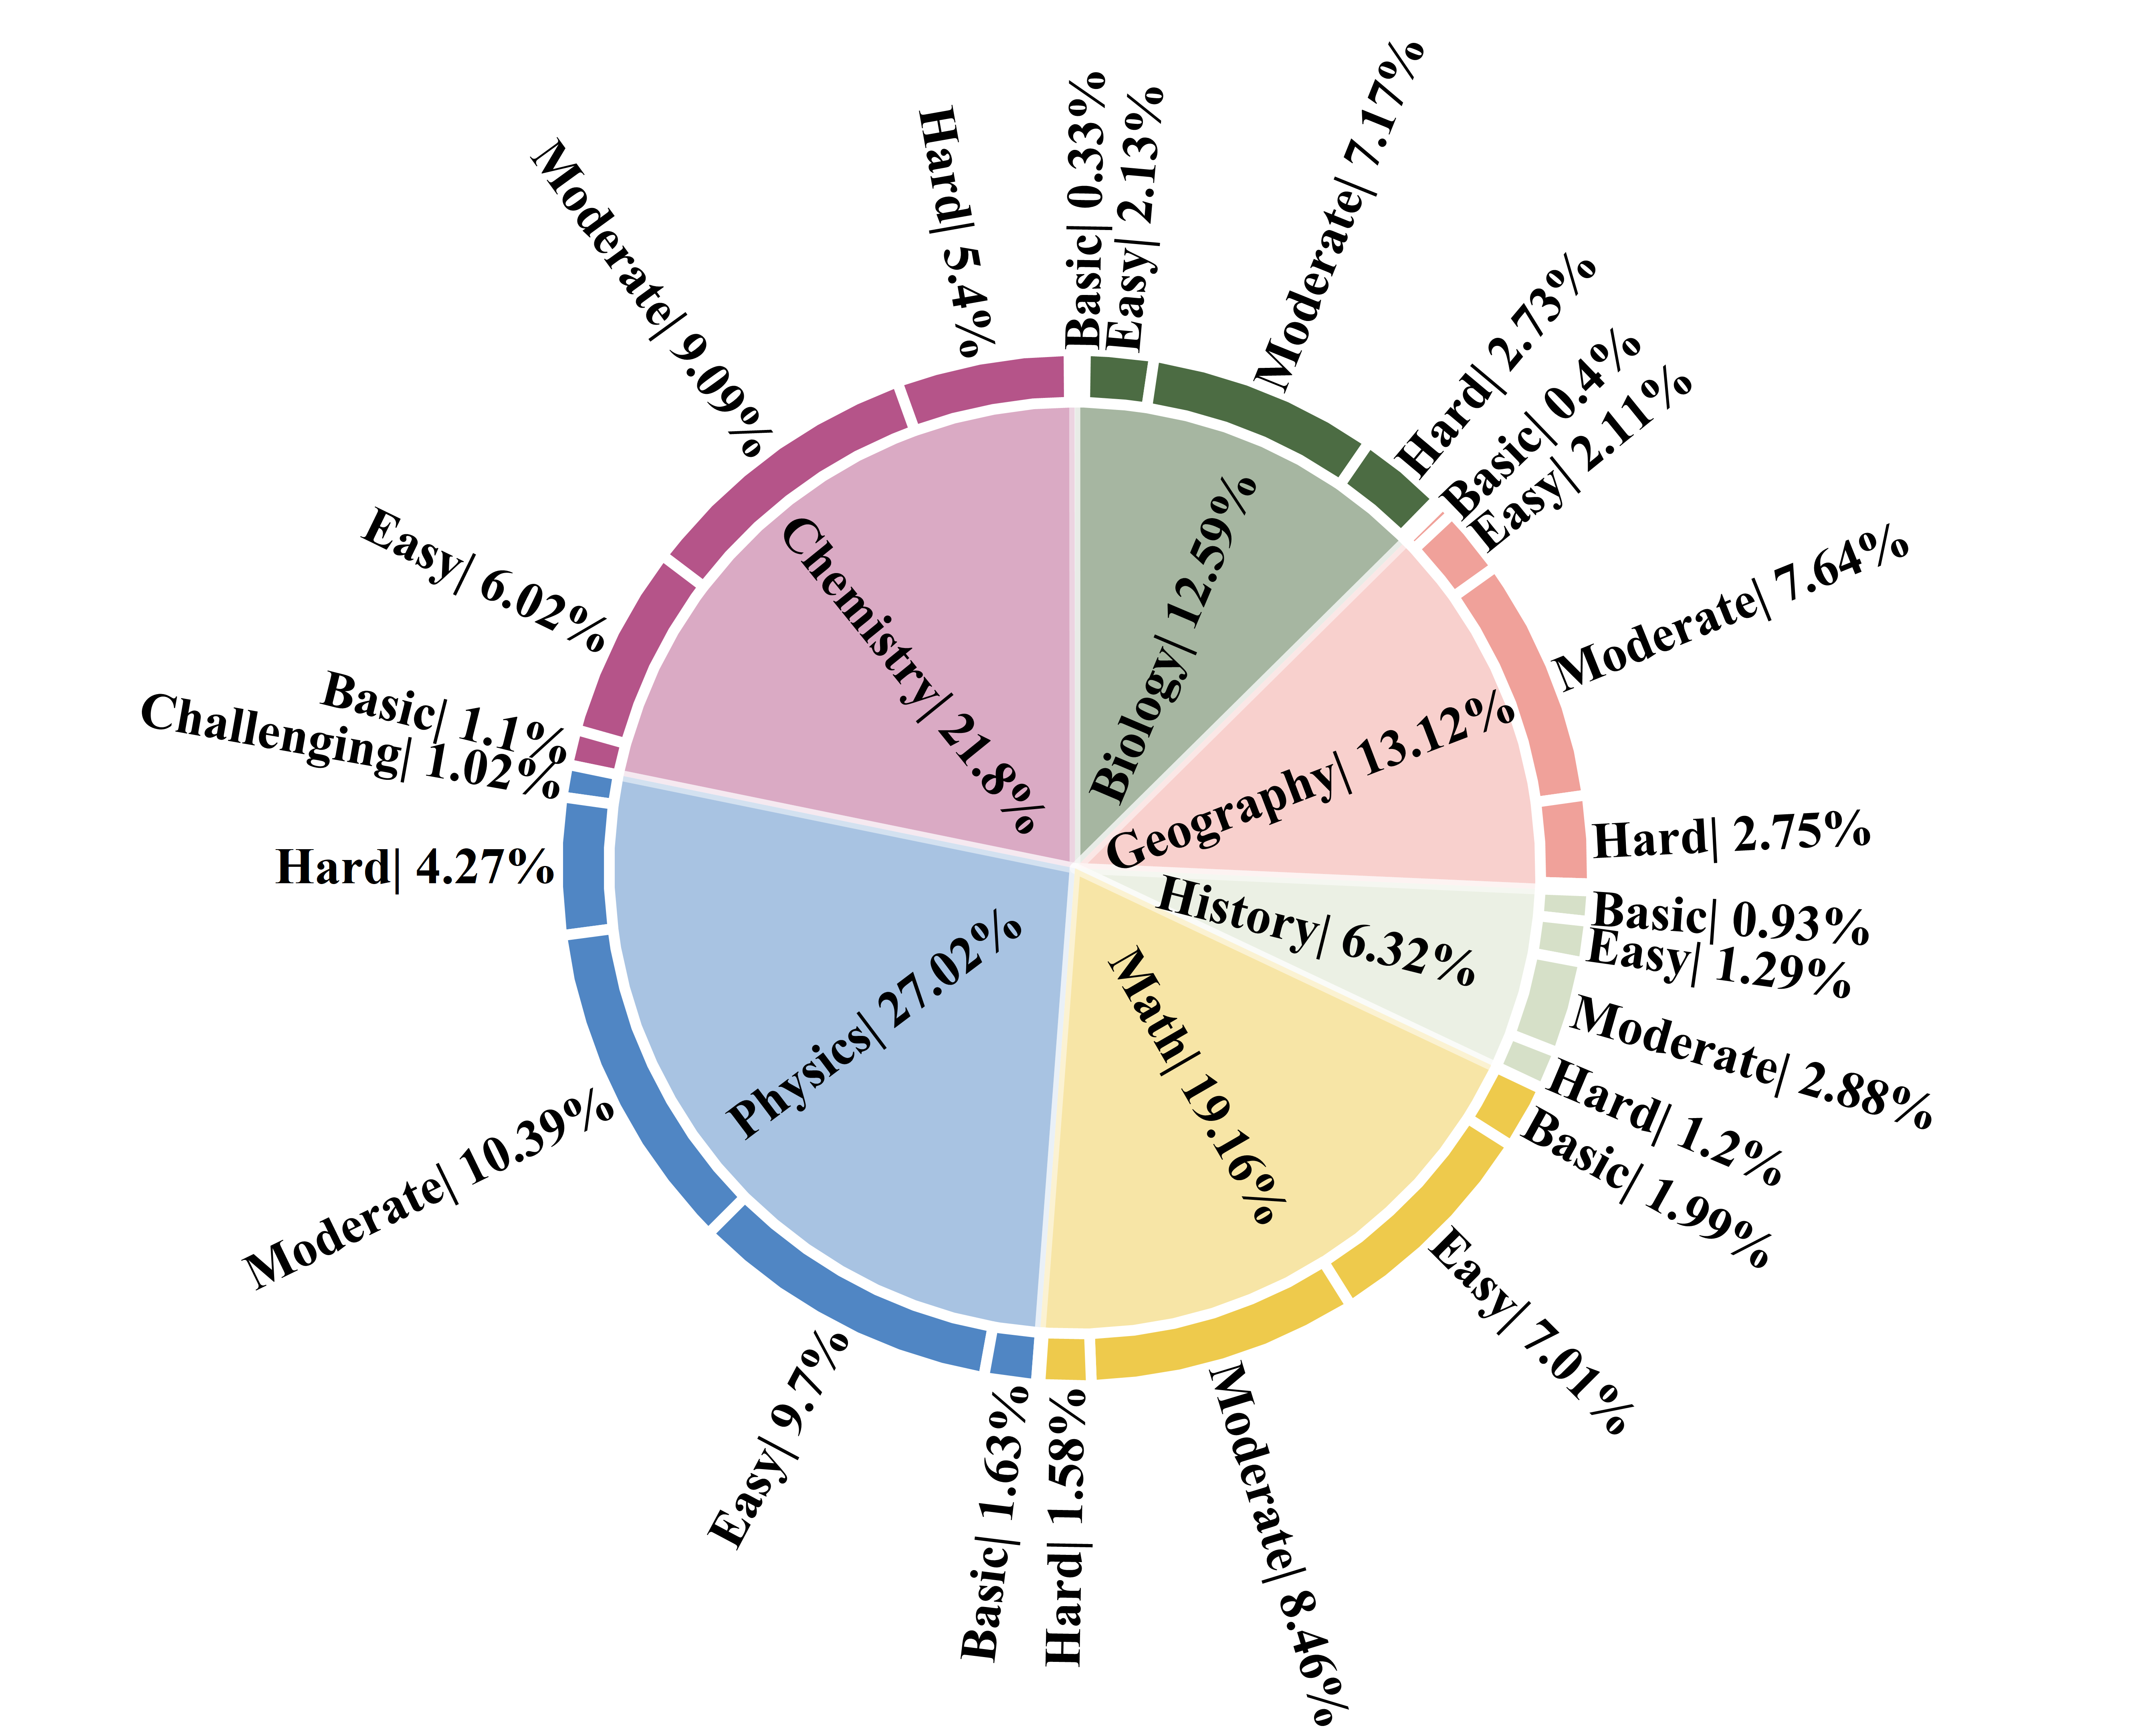 Basic| 0.33%
Easy| 2.13%
Moderate| 7.17%
Hard| 2.73%
Basic| 0.4%
Easy| 2.11%
Moderate| 7.64%
Hard| 2.75%
Basic| 0.93%
Easy| 1.29%
Moderate| 2.88%
Hard| 1.2%
Basic| 1.99%
Easy| 7.01%
Moderate| 8.46%
Hard| 1.58%
Basic| 1.63%
Easy| 9.7%
Moderate| 10.39%
Hard| 4.27%
Challenging| 1.02%
Basic| 1.1%
Easy| 6.02%
Moderate| 9.09%
Hard| 5.4%
Biology| 12.59%
Geography| 13.12%
History| 6.32%
Math| 19.16%
Physics| 27.02%
Chemistry| 21.8%